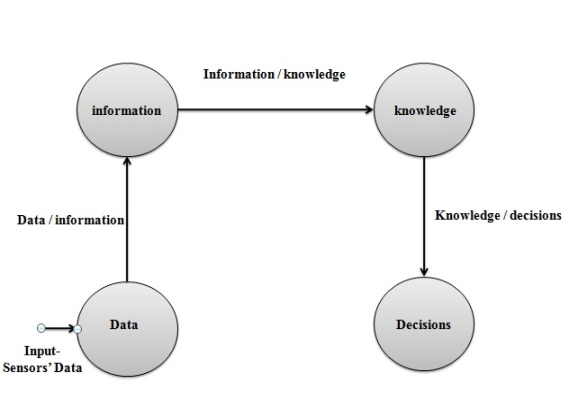 Information / knowledge
information
knowledge
Data / information
Knowledge / decisions
Data
Decisions
Input-
Sensors' Data